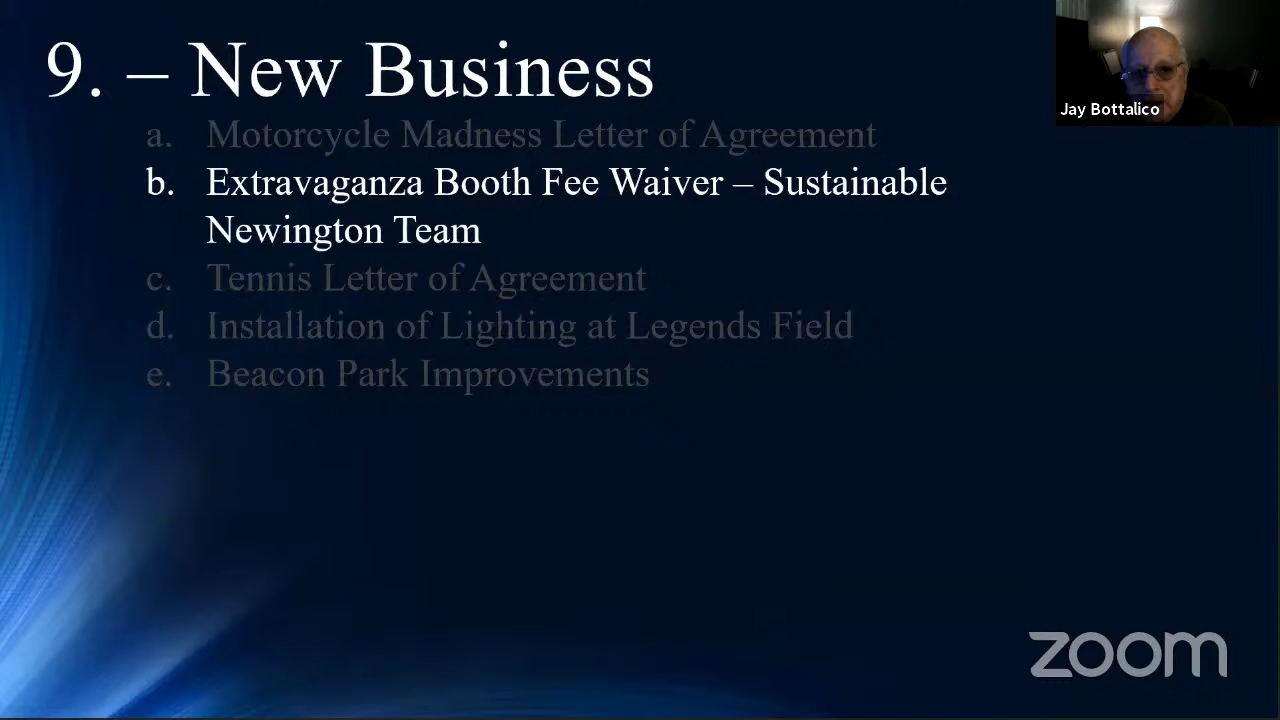 9. – New Business
Jay Bottalico
a. Motorcycle Madness Letter of Agreement
b. Extravaganza Booth Fee Waiver – Sustainable
Newington Team
c. Tennis Letter of Agreement
d. Installation of Lighting at Legends Field
e. Beacon Park Improvements
zoom